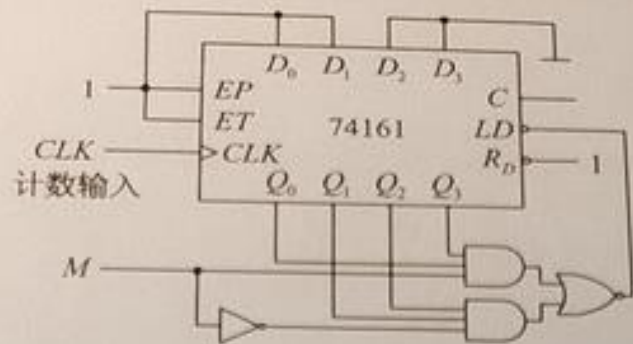 D₀ D₁ D₂ D₃
1 EP C
ET 74161 LD
CLK CLK R_D 1
计数输入 Q₀ Q₁ Q₂ Q₃
M